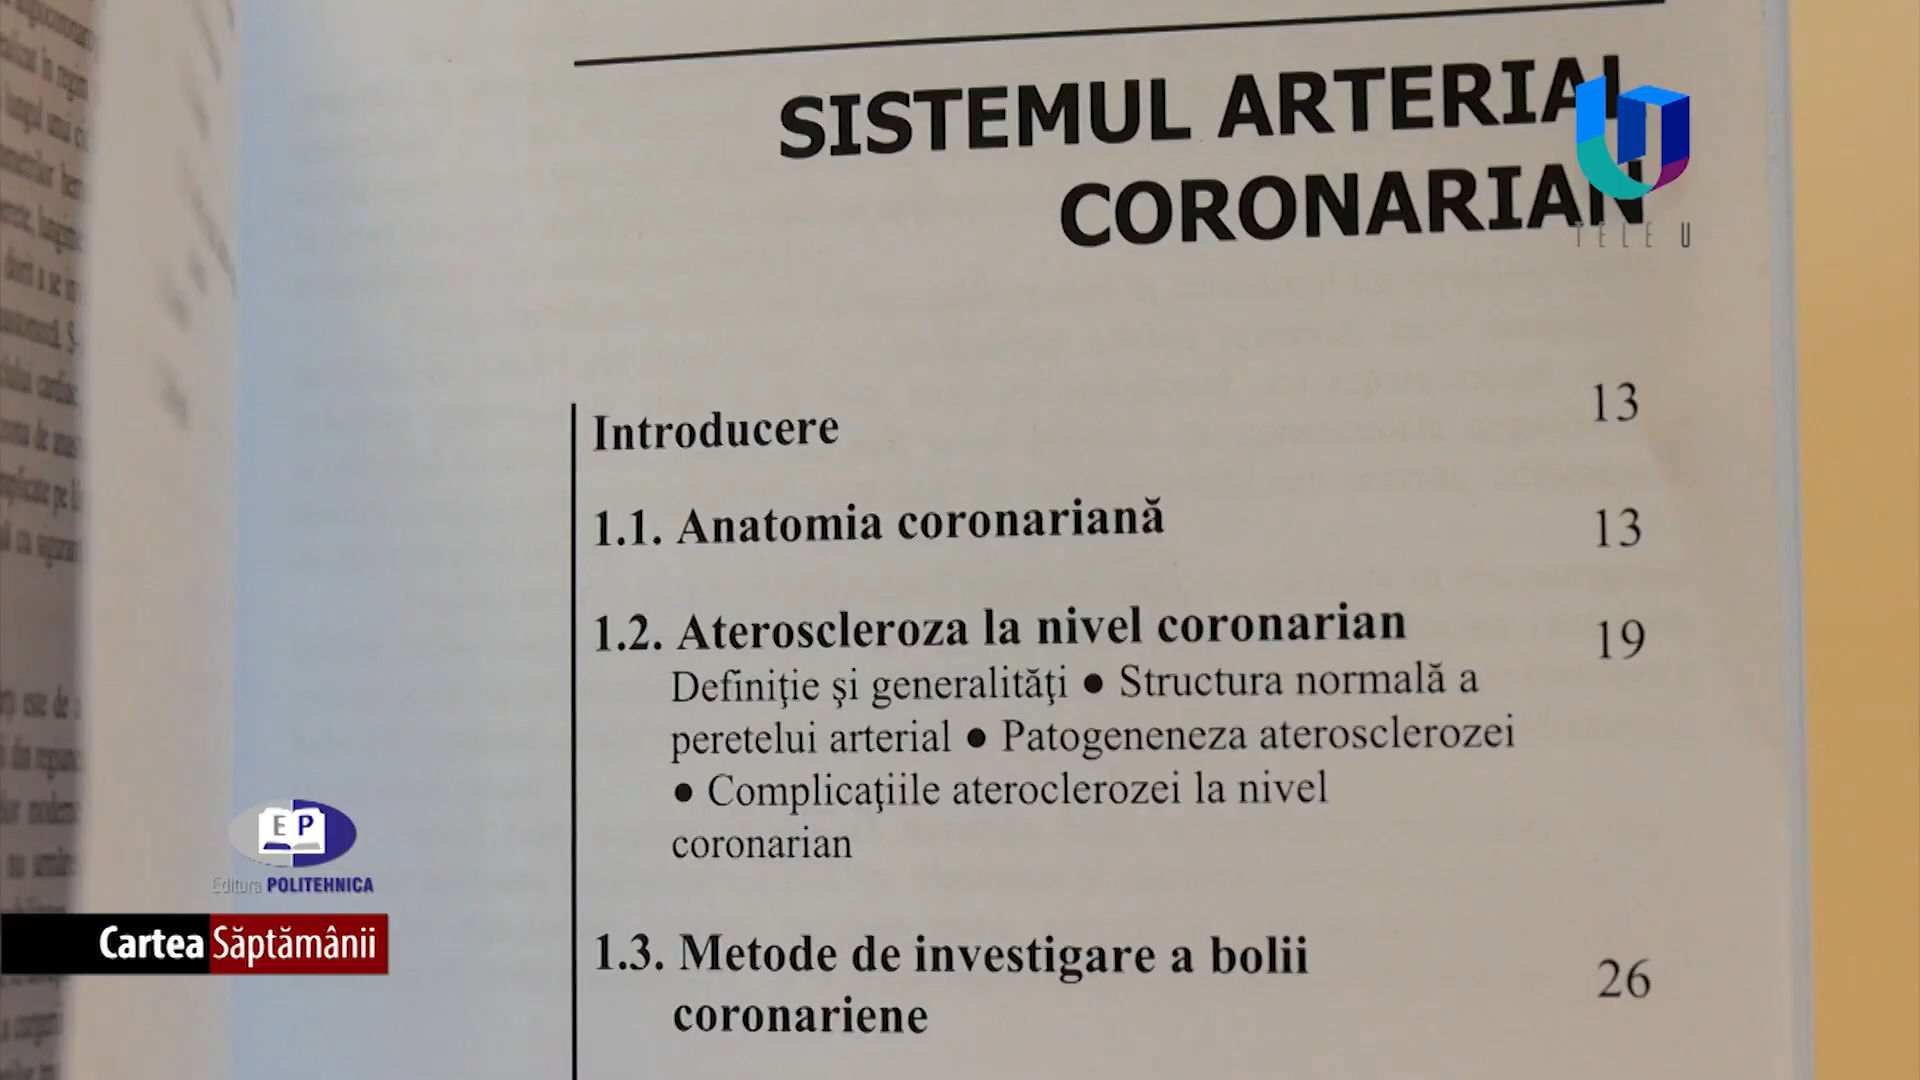 SISTEMUL ARTERIAL
CORONARIAN
TELE U
Introducere 13
1.1. Anatomia coronariană 13
1.2. Ateroscleroza la nivel coronarian 19
Definiţie şi generalităţi ● Structura normală a
peretelui arterial ● Patogeneneza aterosclerozei
● Complicaţiile ateroclerozei la nivel
coronarian
1.3. Metode de investigare a bolii 26
coronariene
E P
Editura POLITEHNICA
Cartea Săptămânii